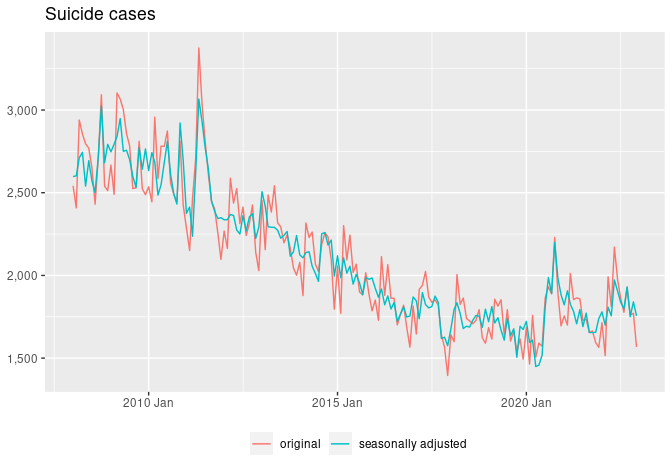 Suicide cases
3,000
2,500
2,000
1,500
2010 Jan
2015 Jan
2020 Jan
original
seasonally adjusted